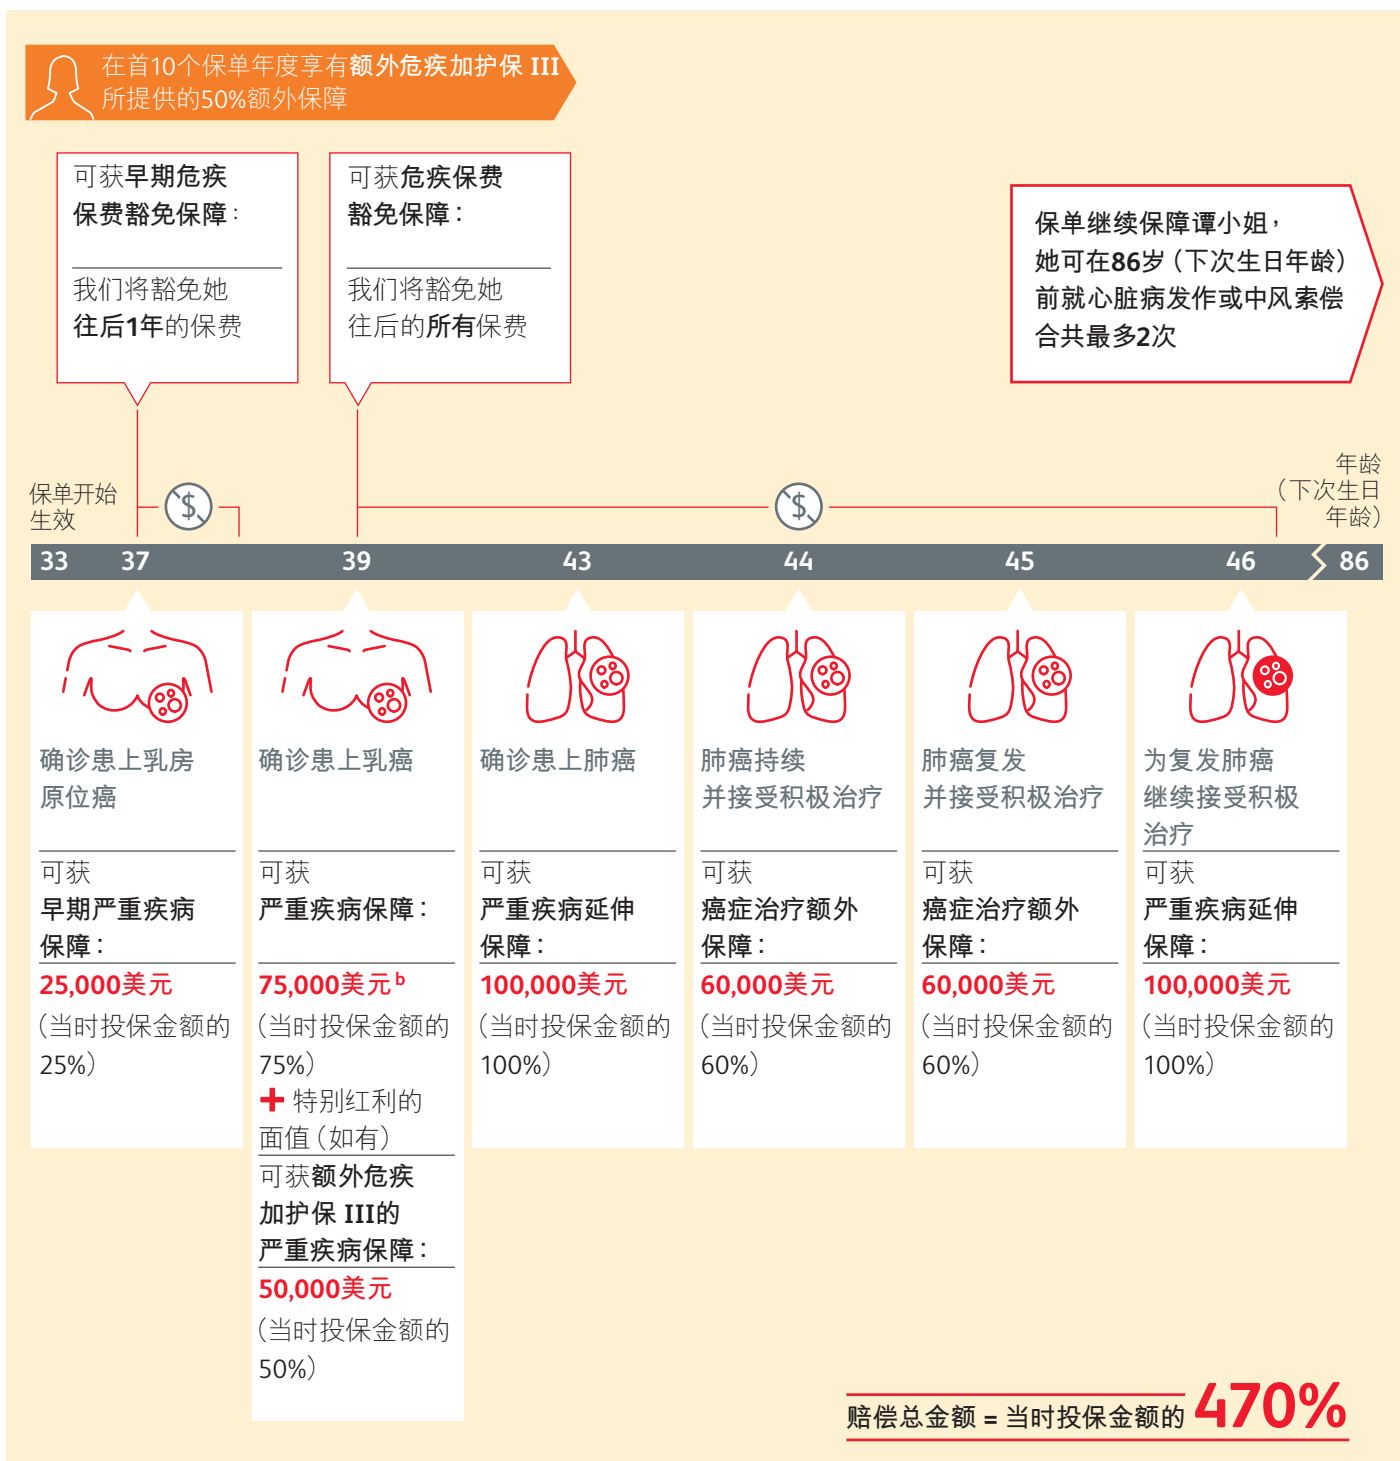 在首10个保单年度享有额外危疾加护保 III
所提供的50%额外保障
可获早期危疾
保费豁免保障：
我们将豁免她
往后1年的保费
可获危疾保费
豁免保障：
我们将豁免她
往后的所有保费
保单继续保障谭小姐，
她可在86岁（下次生日年龄）
前就心脏病发作或中风索偿
合共最多2次
保单开始
生效
年龄
（下次生日
年龄）
33 37 39 43 44 45 46 86
确诊患上乳房
原位癌
可获
早期严重疾病
保障：
25,000美元
（当时投保金额的
25%）
确诊患上乳癌
可获
严重疾病保障：
75,000美元 b
（当时投保金额的
75%）
+ 特别红利的
面值（如有）
可获额外危疾
加护保 III的
严重疾病保障：
50,000美元
（当时投保金额的
50%）
确诊患上肺癌
可获
严重疾病延伸
保障：
100,000美元
（当时投保金额的
100%）
肺癌持续
并接受积极治疗
可获
癌症治疗额外
保障：
60,000美元
（当时投保金额的
60%）
肺癌复发
并接受积极治疗
可获
癌症治疗额外
保障：
60,000美元
（当时投保金额的
60%）
为复发肺癌
继续接受积极
治疗
可获
严重疾病延伸
保障：
100,000美元
（当时投保金额的
100%）
赔偿总金额 = 当时投保金额的 470%